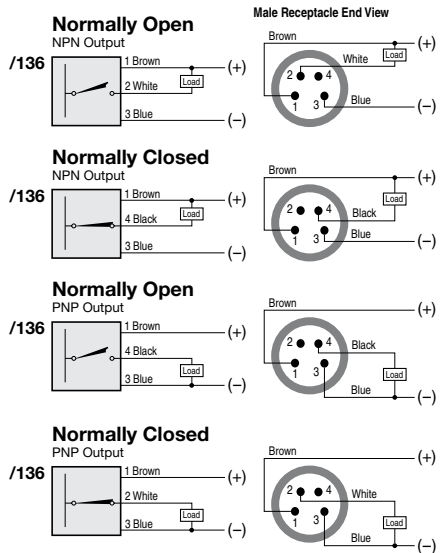 Male Receptacle End View
Normally Open
NPN Output
/136
1 Brown
(+)
Load
2 White
3 Blue
(−)
Brown
(+)
Load
White
2
4
1
3
Blue
(−)
Normally Closed
NPN Output
/136
1 Brown
(+)
Load
4 Black
3 Blue
(−)
Brown
(+)
Load
2
4
Black
1
3
Blue
(−)
Normally Open
PNP Output
/136
1 Brown
(+)
4 Black
Load
3 Blue
(−)
Brown
(+)
2
4
Black
1
3
Load
Blue
(−)
Normally Closed
PNP Output
/136
1 Brown
(+)
2 White
Load
3 Blue
(−)
Brown
(+)
2
4
White
1
3
Load
Blue
(−)